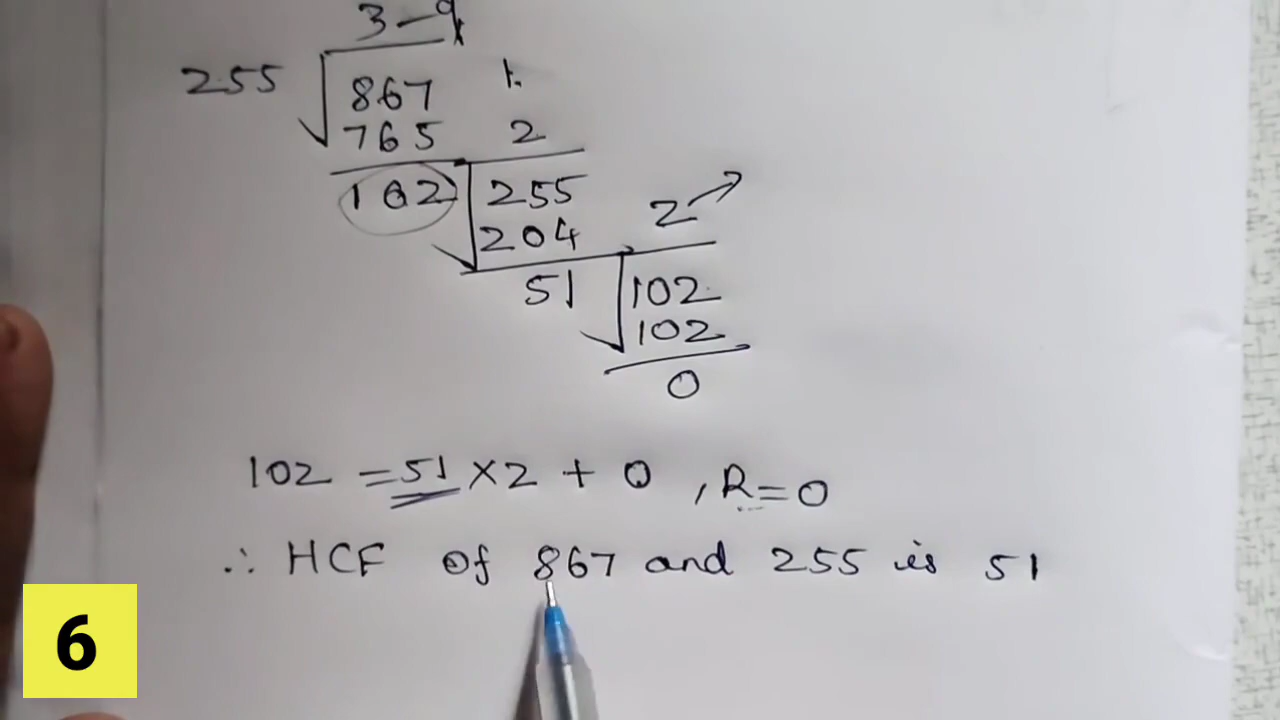 3 - q
255 867 1.
765 2
102 255 2
204
51 102
102
0
102 = 51 × 2 + 0 , R = 0
∴ HCF of 867 and 255 is 51
6